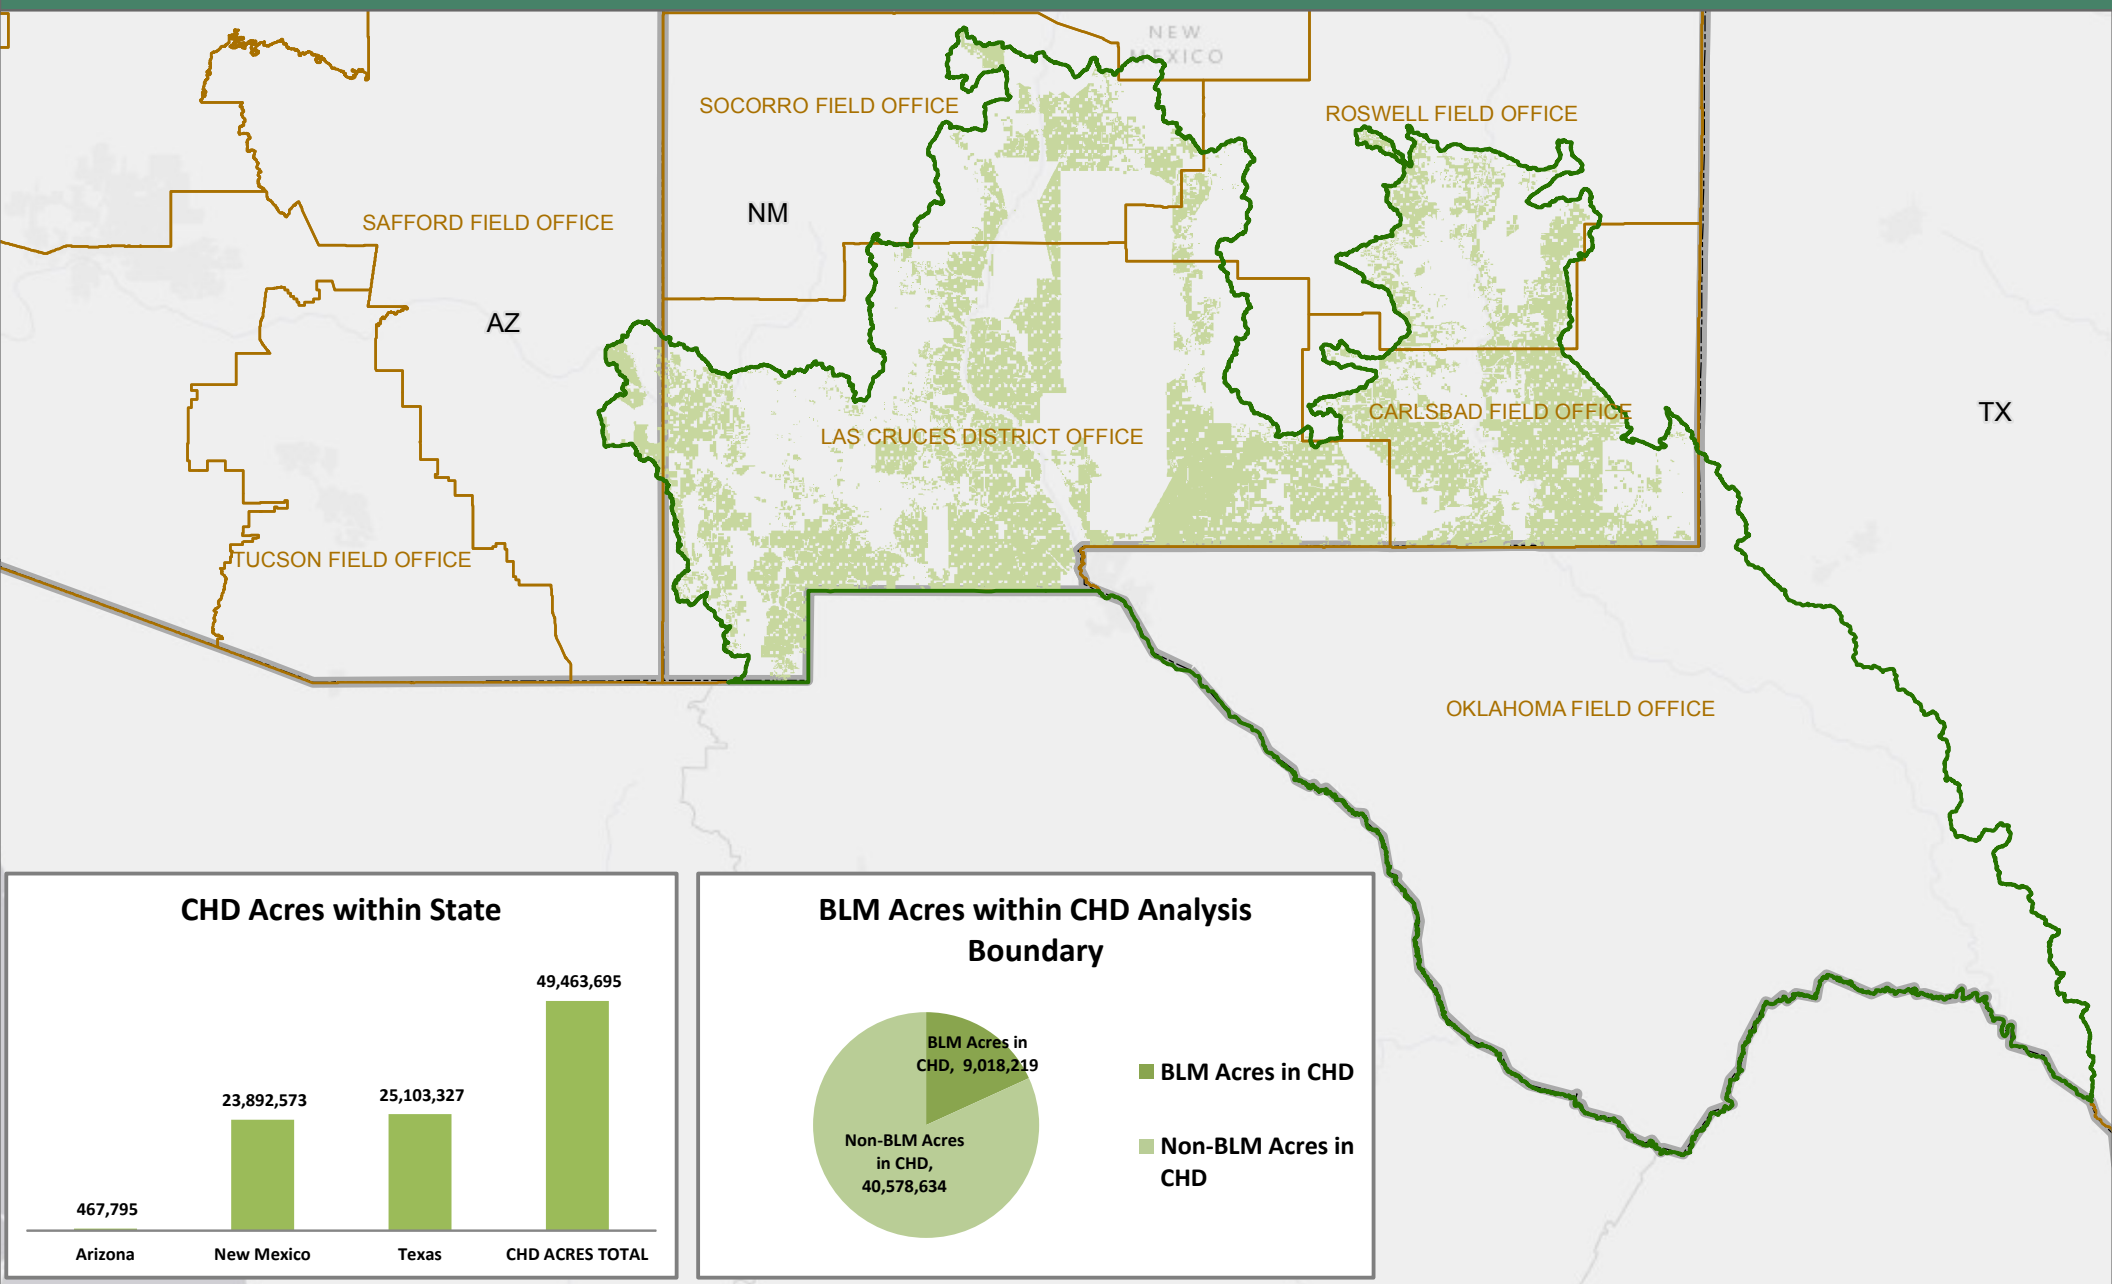 NEW
MEXICO
SOCORRO FIELD OFFICE
ROSWELL FIELD OFFICE
NM
SAFFORD FIELD OFFICE
AZ
CARLSBAD FIELD OFFICE
TX
LAS CRUCES DISTRICT OFFICE
TUCSON FIELD OFFICE
OKLAHOMA FIELD OFFICE
CHD Acres within State
49,463,695
23,892,573
25,103,327
467,795
Arizona
New Mexico
Texas
CHD ACRES TOTAL
BLM Acres within CHD Analysis
Boundary
BLM Acres in
CHD, 9,018,219
Non-BLM Acres
in CHD,
40,578,634
BLM Acres in CHD
Non-BLM Acres in
CHD